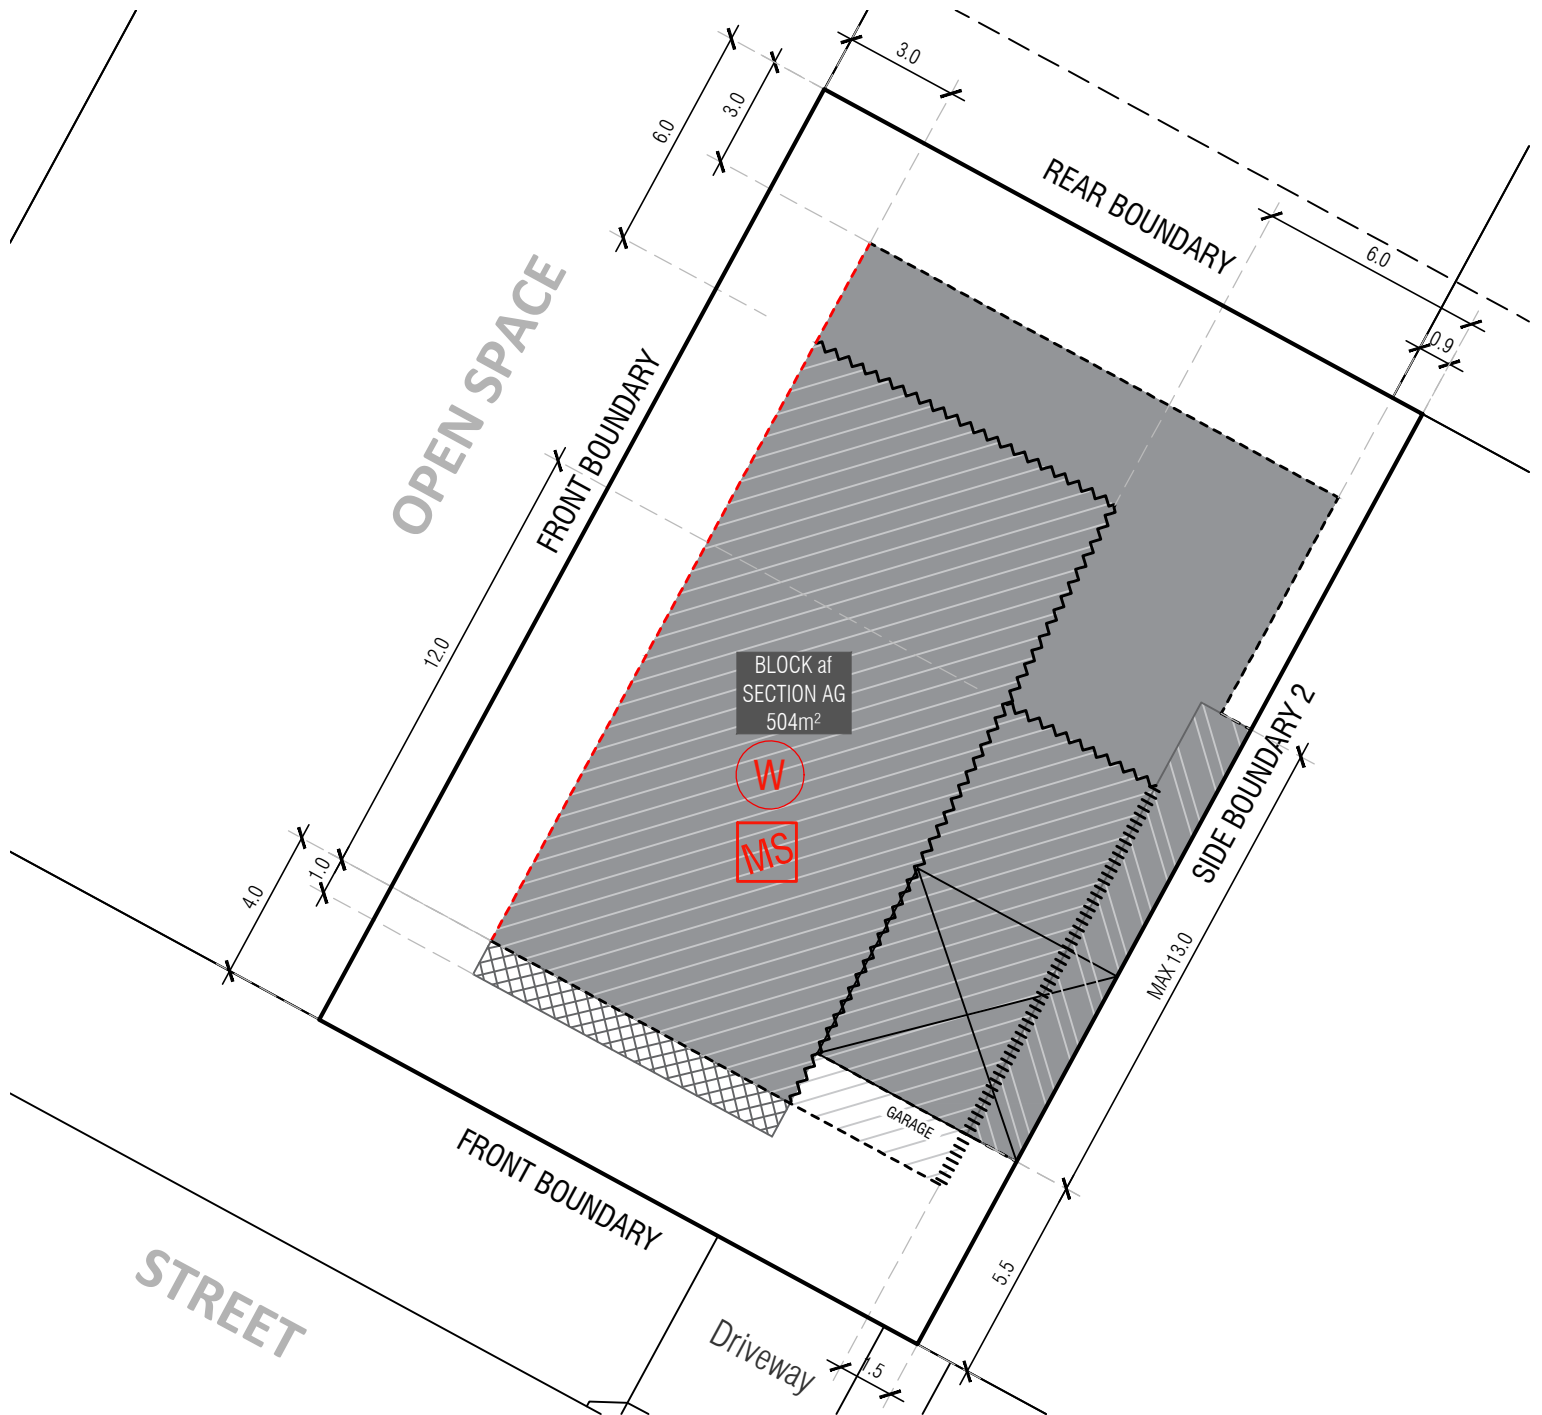 3.0
3.0
6.0
REAR BOUNDARY
6.0
0.9
OPEN SPACE
FRONT BOUNDARY
12.0
BLOCK af
SECTION AG
504m²
W
MS
SIDE BOUNDARY 2
1.0
4.0
MAX 13.0
GARAGE
FRONT BOUNDARY
5.5
STREET
Driveway
1.5